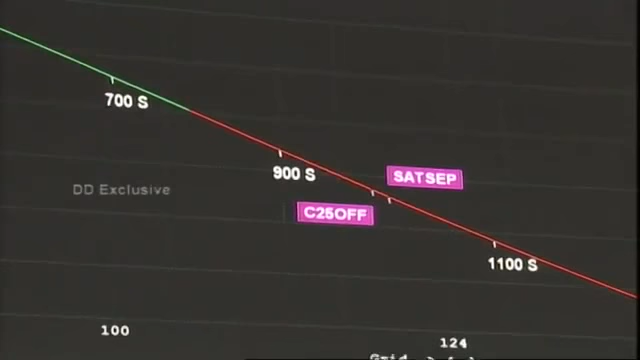 700 S
900 S
SATSEP
DD Exclusive
C25OFF
1100 S
100
124